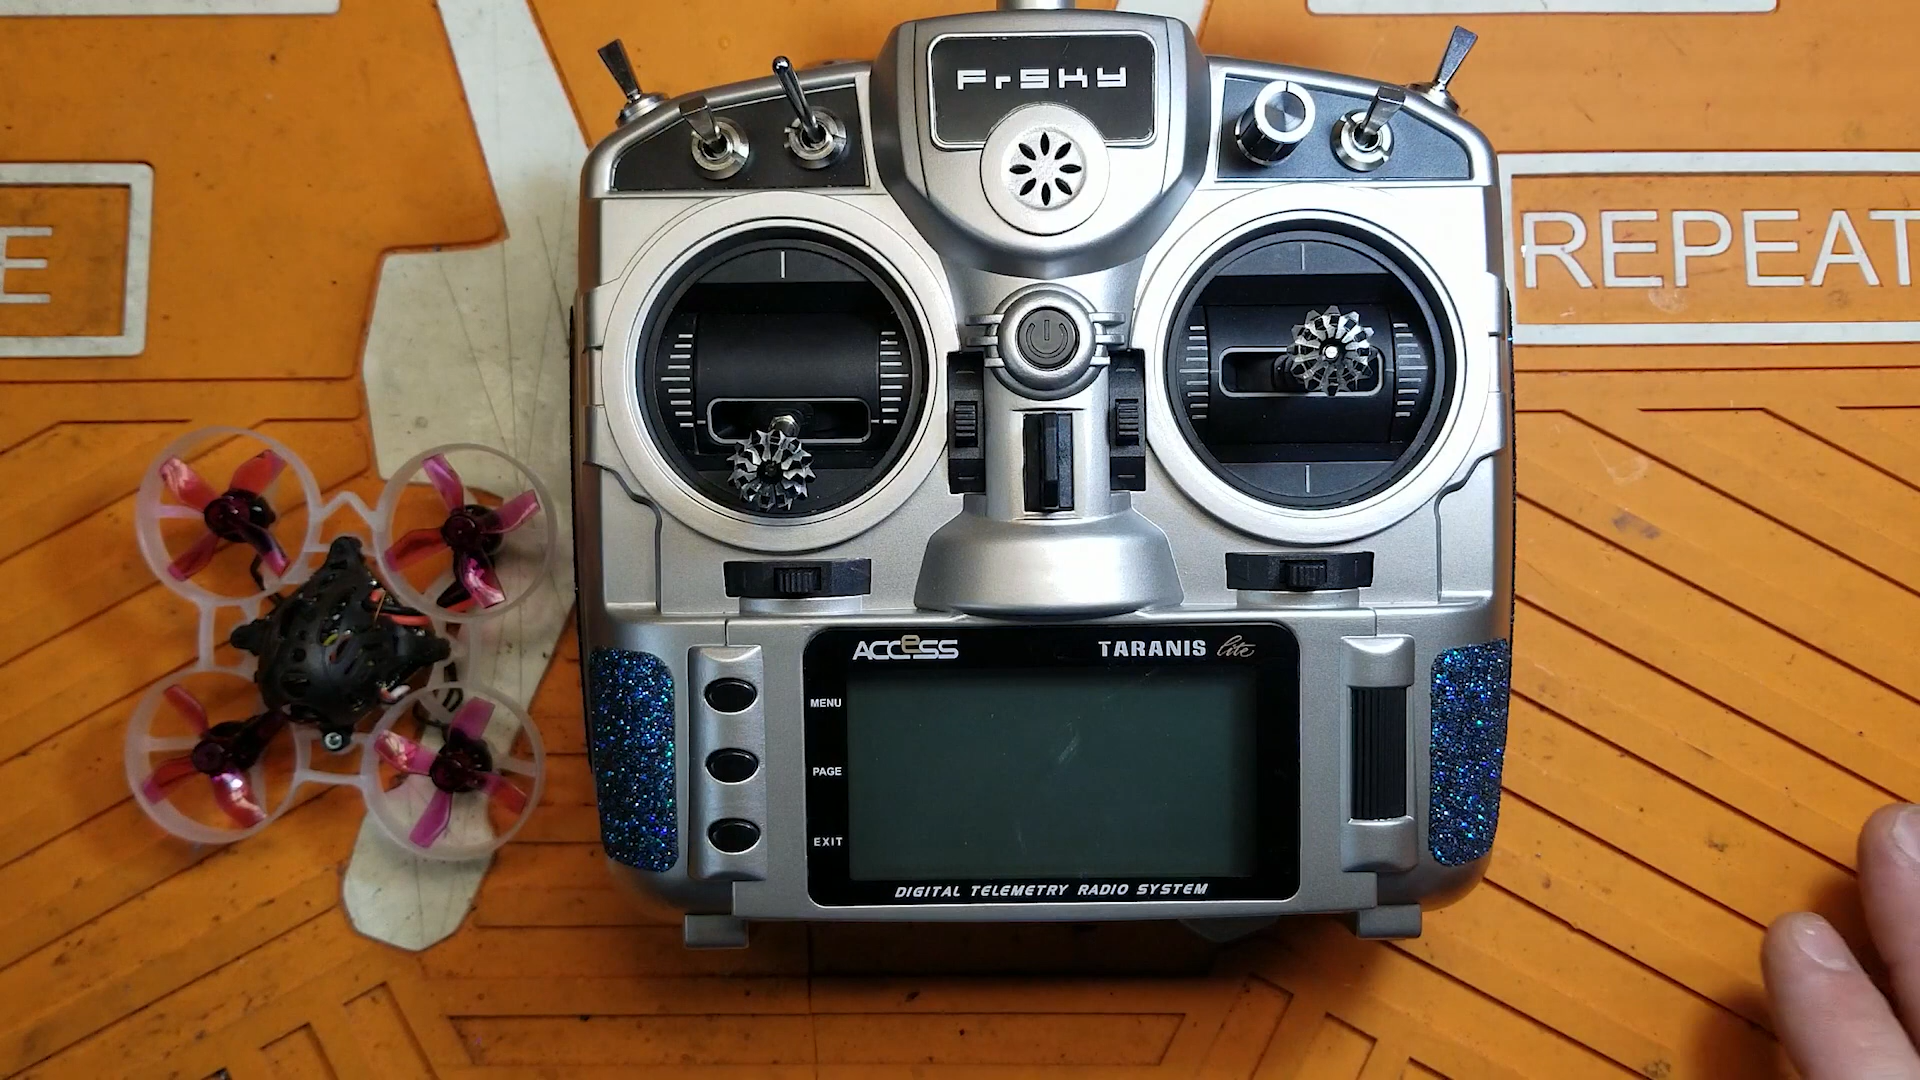 FrSKY
E
REPEAT
ACCeSS
TARANIS lite
MENU
PAGE
EXIT
DIGITAL TELEMETRY RADIO SYSTEM